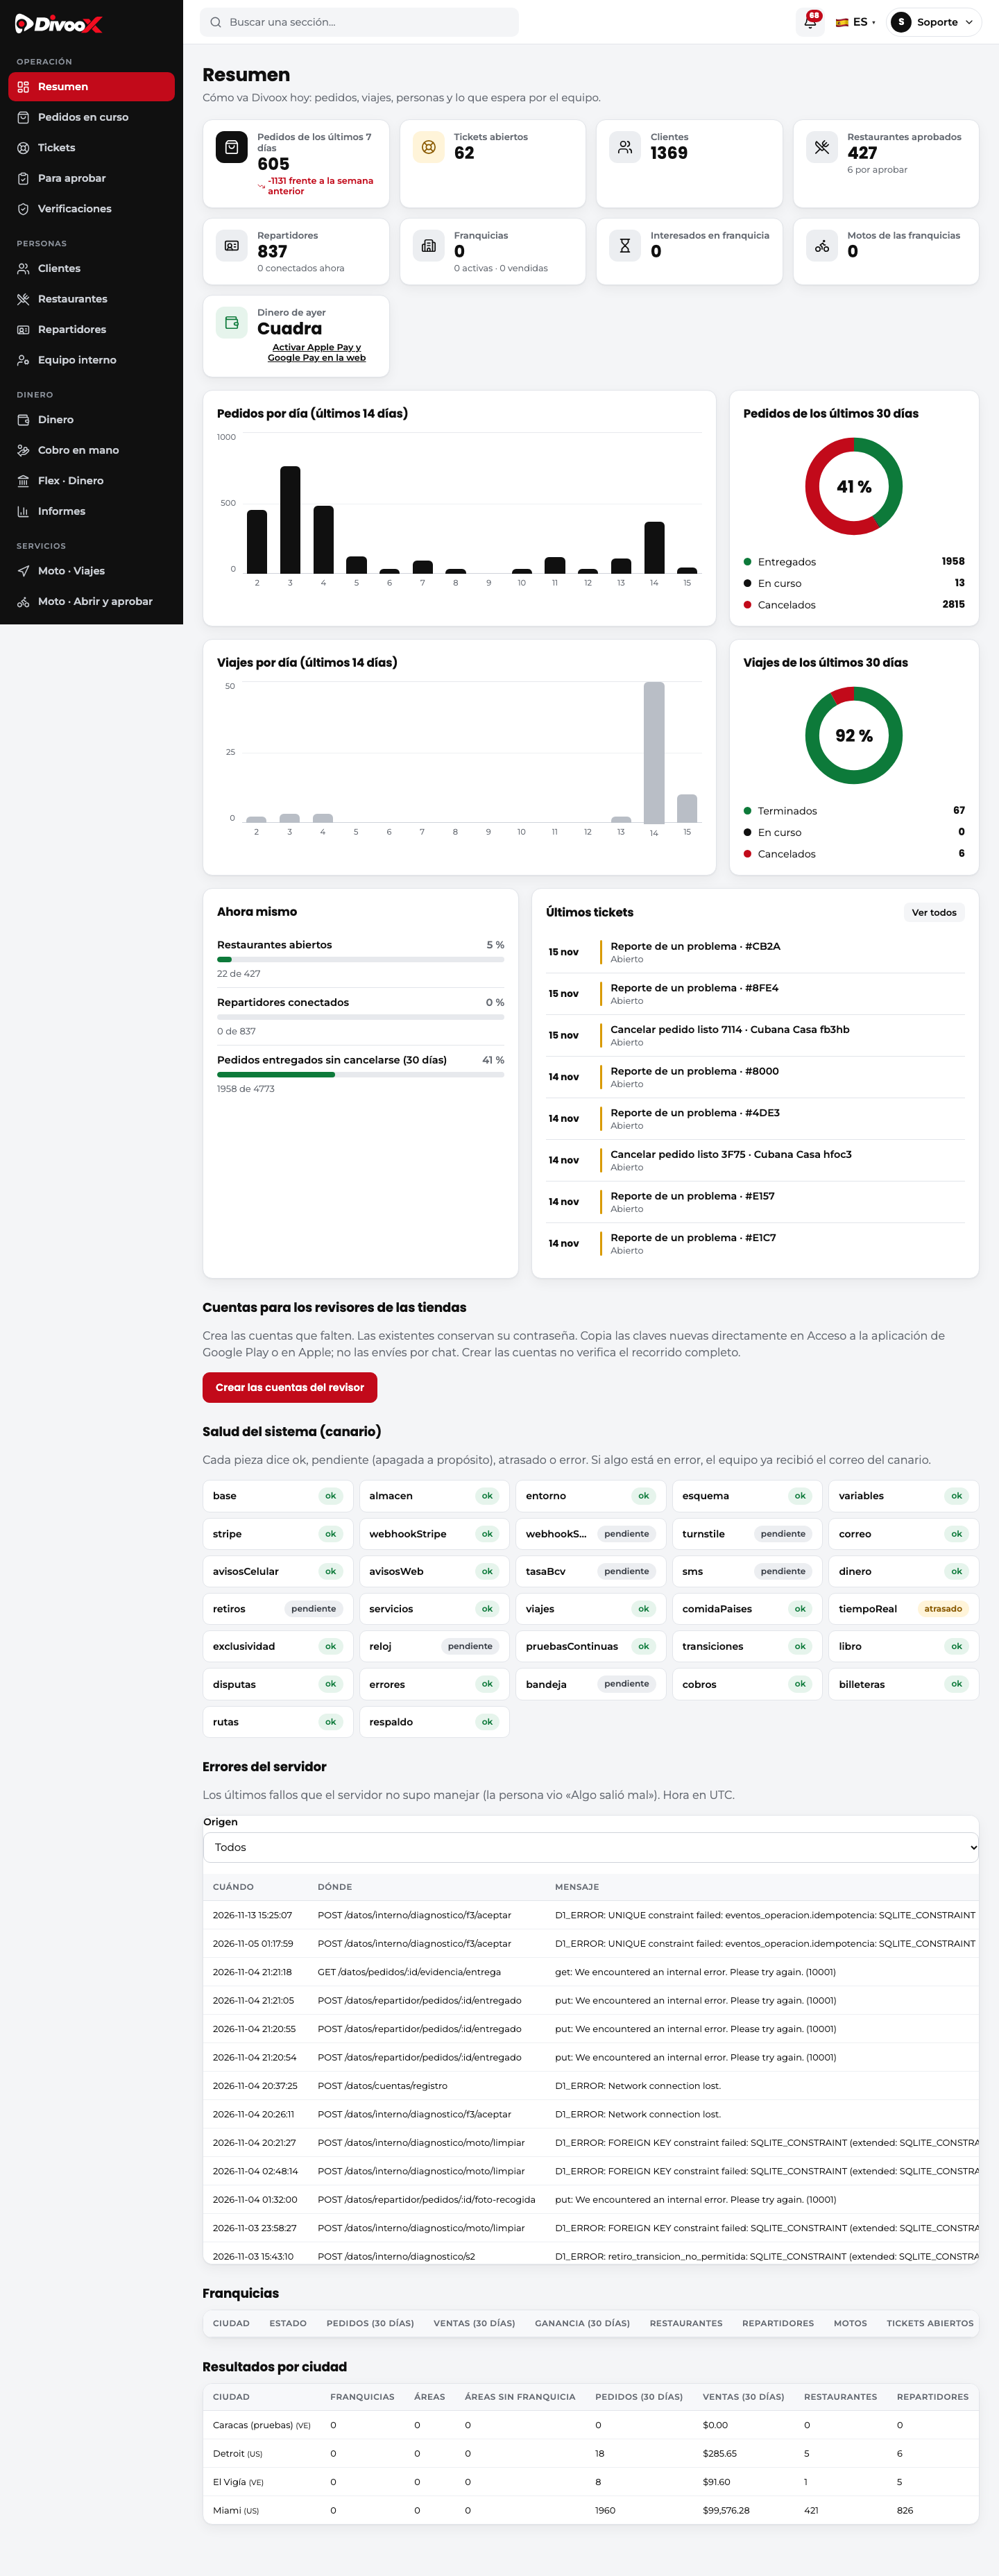 DivooX
OPERACIÓN
Resumen
Pedidos en curso
Tickets
Para aprobar
Verificaciones
PERSONAS
Clientes
Restaurantes
Repartidores
Equipo interno
DINERO
Dinero
Cobro en mano
Flex · Dinero
Informes
SERVICIOS
Moto · Viajes
Moto · Abrir y aprobar
Buscar una sección...
68
ES
S
Soporte
Resumen
Cómo va Divoox hoy: pedidos, viajes, personas y lo que espera por el equipo.
Pedidos de los últimos 7
días
605
-1131 frente a la semana
anterior
Tickets abiertos
62
Clientes
1369
Restaurantes aprobados
427
6 por aprobar
Repartidores
837
0 conectados ahora
Franquicias
0
0 activas · 0 vendidas
Interesados en franquicia
0
Motos de las franquicias
0
Dinero de ayer
Cuadra
Activar Apple Pay y
Google Pay en la web
Pedidos por día (últimos 14 días)
1000
500
0
2 3 4 5 6 7 8 9 10 11 12 13 14 15
Pedidos de los últimos 30 días
41 %
Entregados 1958
En curso 13
Cancelados 2815
Viajes por día (últimos 14 días)
50
25
0
2 3 4 5 6 7 8 9 10 11 12 13 14 15
Viajes de los últimos 30 días
92 %
Terminados 67
En curso 0
Cancelados 6
Ahora mismo
Restaurantes abiertos 5 %
22 de 427
Repartidores conectados 0 %
0 de 837
Pedidos entregados sin cancelarse (30 días) 41 %
1958 de 4773
Últimos tickets
Ver todos
15 nov Reporte de un problema · #CB2A
Abierto
15 nov Reporte de un problema · #8FE4
Abierto
15 nov Cancelar pedido listo 7114 · Cubana Casa fb3hb
Abierto
14 nov Reporte de un problema · #8000
Abierto
14 nov Reporte de un problema · #4DE3
Abierto
14 nov Cancelar pedido listo 3F75 · Cubana Casa hfoc3
Abierto
14 nov Reporte de un problema · #E157
Abierto
14 nov Reporte de un problema · #E1C7
Abierto
Cuentas para los revisores de las tiendas
Crea las cuentas que falten. Las existentes conservan su contraseña. Copia las claves nuevas directamente en Acceso a la aplicación de
Google Play o en Apple; no las envíes por chat. Crear las cuentas no verifica el recorrido completo.
Crear las cuentas del revisor
Salud del sistema (canario)
Cada pieza dice ok, pendiente (apagada a propósito), atrasado o error. Si algo está en error, el equipo ya recibió el correo del canario.
base ok almacen ok entorno ok esquema ok variables ok
stripe ok webhookStripe ok webhookS... pendiente turnstile pendiente correo ok
avisosCelular ok avisosWeb ok tasaBcv pendiente sms pendiente dinero ok
retiros pendiente servicios ok viajes ok comidaPaises ok tiempoReal atrasado
exclusividad ok reloj pendiente pruebasContinuas ok transiciones ok libro ok
disputas ok errores ok bandeja pendiente cobros ok billeteras ok
rutas ok respaldo ok
Errores del servidor
Los últimos fallos que el servidor no supo manejar (la persona vio «Algo salió mal»). Hora en UTC.
Origen
Todos
CUÁNDO DÓNDE MENSAJE
2026-11-13 15:25:07 POST /datos/interno/diagnostico/f3/aceptar D1_ERROR: UNIQUE constraint failed: eventos_operacion.idempotencia: SQLITE_CONSTRAINT
2026-11-05 01:17:59 POST /datos/interno/diagnostico/f3/aceptar D1_ERROR: UNIQUE constraint failed: eventos_operacion.idempotencia: SQLITE_CONSTRAINT
2026-11-04 21:21:18 GET /datos/pedidos/:id/evidencia/entrega get: We encountered an internal error. Please try again. (10001)
2026-11-04 21:21:05 POST /datos/repartidor/pedidos/:id/entregado put: We encountered an internal error. Please try again. (10001)
2026-11-04 21:20:55 POST /datos/repartidor/pedidos/:id/entregado put: We encountered an internal error. Please try again. (10001)
2026-11-04 21:20:54 POST /datos/repartidor/pedidos/:id/entregado put: We encountered an internal error. Please try again. (10001)
2026-11-04 20:37:25 POST /datos/cuentas/registro D1_ERROR: Network connection lost.
2026-11-04 20:26:11 POST /datos/interno/diagnostico/f3/aceptar D1_ERROR: Network connection lost.
2026-11-04 20:21:27 POST /datos/interno/diagnostico/moto/limpiar D1_ERROR: FOREIGN KEY constraint failed: SQLITE_CONSTRAINT (extended: SQLITE_CONSTRA
2026-11-04 02:48:14 POST /datos/interno/diagnostico/moto/limpiar D1_ERROR: FOREIGN KEY constraint failed: SQLITE_CONSTRAINT (extended: SQLITE_CONSTRA
2026-11-04 01:32:00 POST /datos/repartidor/pedidos/:id/foto-recogida put: We encountered an internal error. Please try again. (10001)
2026-11-03 23:58:27 POST /datos/interno/diagnostico/moto/limpiar D1_ERROR: FOREIGN KEY constraint failed: SQLITE_CONSTRAINT (extended: SQLITE_CONSTRA
2026-11-03 15:43:10 POST /datos/interno/diagnostico/s2 D1_ERROR: retiro_transicion_no_permitida: SQLITE_CONSTRAINT (extended: SQLITE_CONSTRA
Franquicias
CIUDAD ESTADO PEDIDOS (30 DÍAS) VENTAS (30 DÍAS) GANANCIA (30 DÍAS) RESTAURANTES REPARTIDORES MOTOS TICKETS ABIERTOS
Resultados por ciudad
CIUDAD FRANQUICIAS ÁREAS ÁREAS SIN FRANQUICIA PEDIDOS (30 DÍAS) VENTAS (30 DÍAS) RESTAURANTES REPARTIDORES
Caracas (pruebas) (VE) 0 0 0 0 $0.00 0 0
Detroit (US) 0 0 0 18 $285.65 5 6
El Vigía (VE) 0 0 0 8 $91.60 1 5
Miami (US) 0 0 0 1960 $99,576.28 421 826